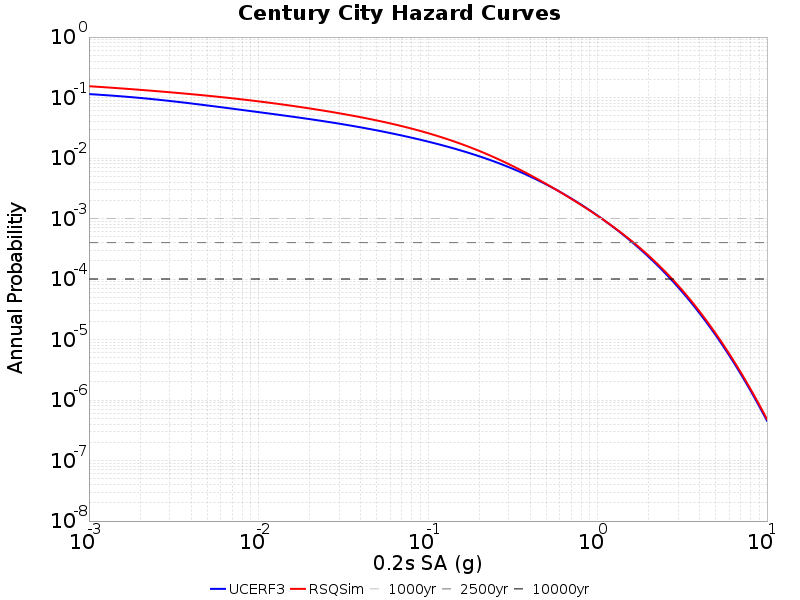 Century City Hazard Curves
Annual Probabilitiy
10^0
10^-1
10^-2
10^-3
10^-4
10^-5
10^-6
10^-7
10^-8
10^-3 10^-2 10^-1 10^0 10^1
0.2s SA (g)
UCERF3 RSQSim 1000yr 2500yr 10000yr